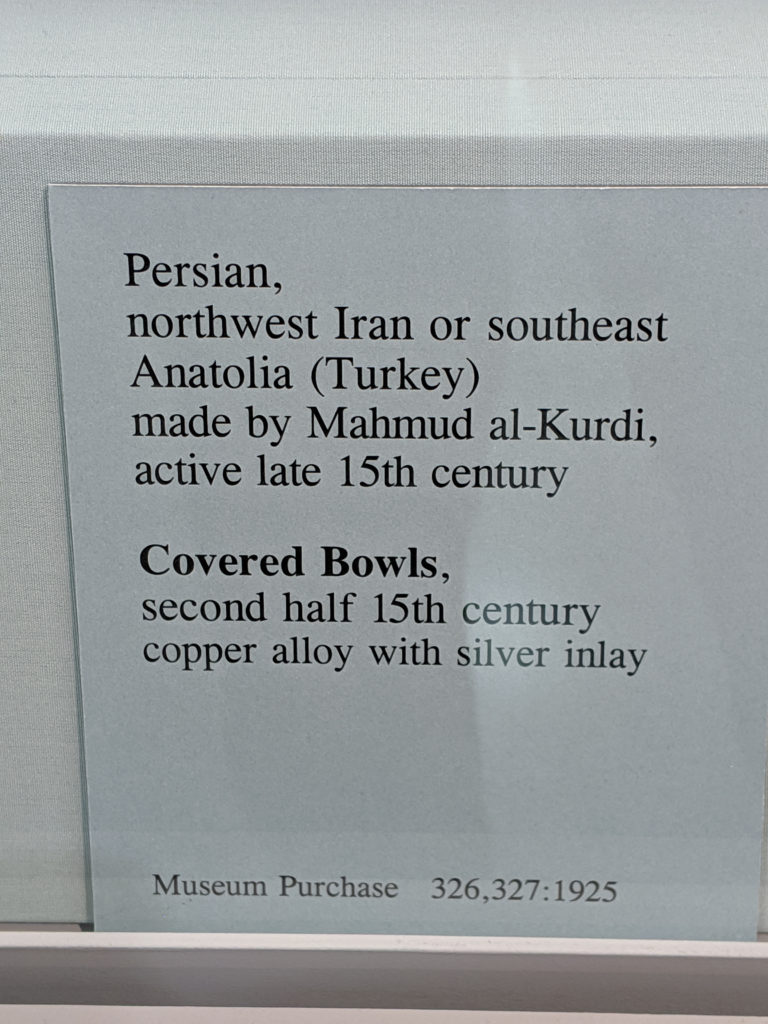 Persian,
northwest Iran or southeast
Anatolia (Turkey)
made by Mahmud al-Kurdi,
active late 15th century
Covered Bowls,
second half 15th century
copper alloy with silver inlay
Museum Purchase 326,327:1925